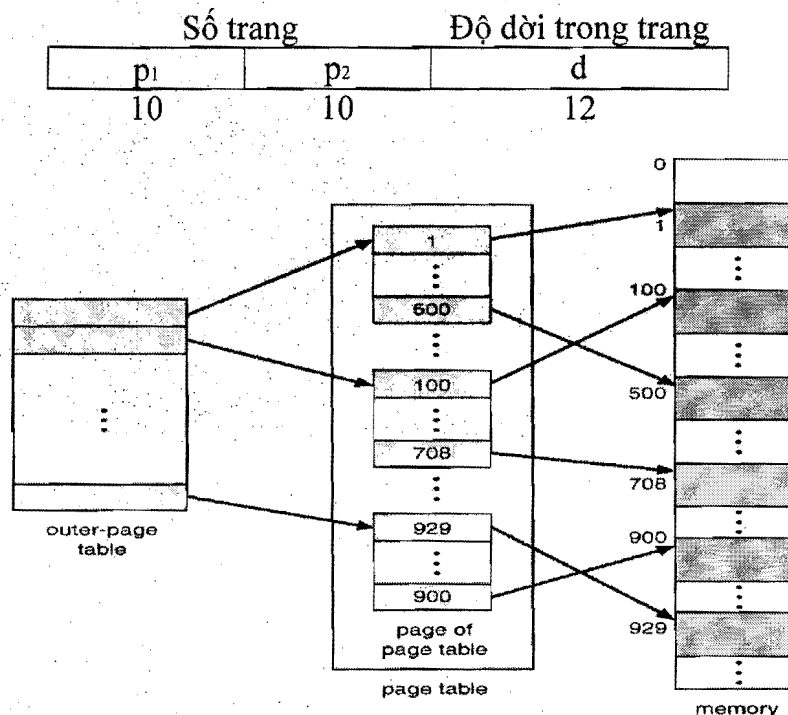 Số trang Độ dời trong trang
p1 p2 d
10 10 12
0
1
1
⋮
⋮
500
100
⋮
100
⋮
500
⋮
⋮
708
708
⋮
⋮
outer-page
table
929
900
⋮
⋮
900
929
page of
page table
⋮
page table
memory